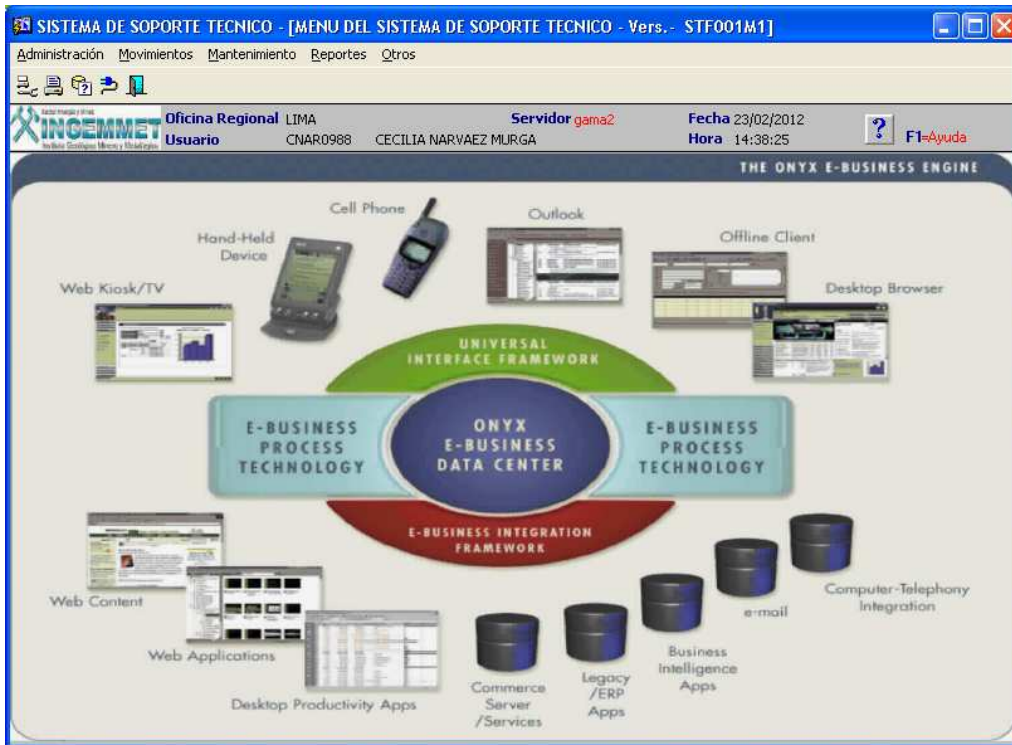 SISTEMA DE SOPORTE TECNICO - [MENU DEL SISTEMA DE SOPORTE TECNICO - Vers.- STF001M1]
Administración Movimientos Mantenimiento Reportes Otros
INGEMMET
Oficina Regional LIMA Servidor gama2 Fecha 23/02/2012
Usuario CNAR0988 CECILIA NARVAEZ MURGA Hora 14:38:25
? F1=Ayuda
THE ONYX E-BUSINESS ENGINE
Cell Phone
Outlook
Hand-Held
Device
Offline Client
Web Kiosk/TV
Desktop Browser
UNIVERSAL
INTERFACE FRAMEWORK
E-BUSINESS
PROCESS
TECHNOLOGY
ONYX
E-BUSINESS
DATA CENTER
E-BUSINESS
PROCESS
TECHNOLOGY
E-BUSINESS INTEGRATION
FRAMEWORK
Web Content
Web Applications
Desktop Productivity Apps
Commerce
Server
/Services
Legacy
/ERP
Apps
Business
Intelligence
Apps
e-mail
Computer-Telephony
Integration